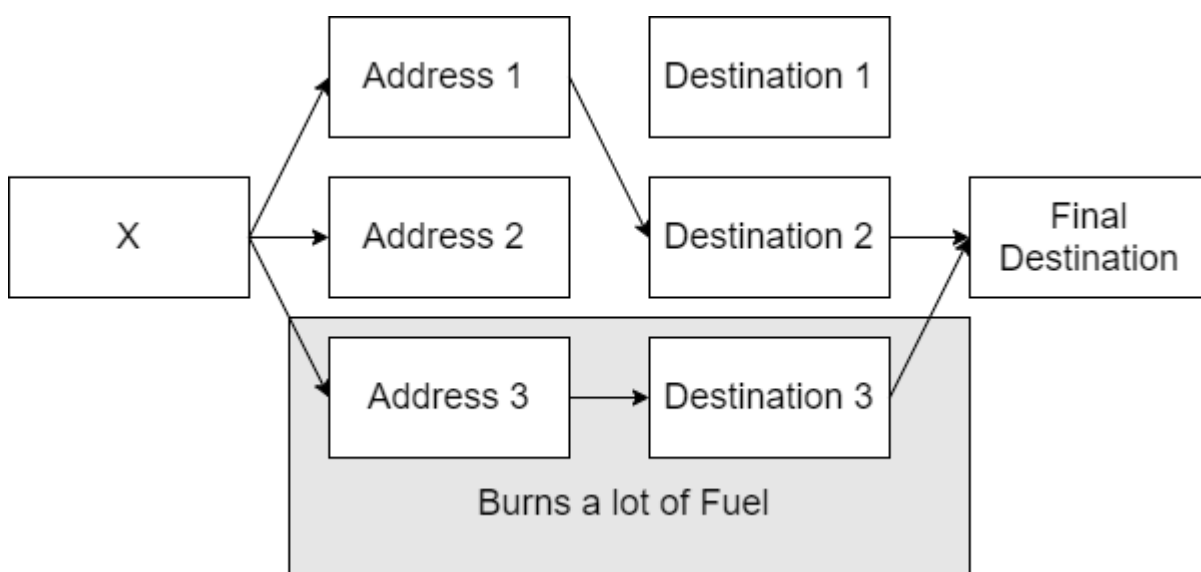 Address 1
Destination 1
X
Address 2
Destination 2
Final
Destination
Address 3
Destination 3
Burns a lot of Fuel